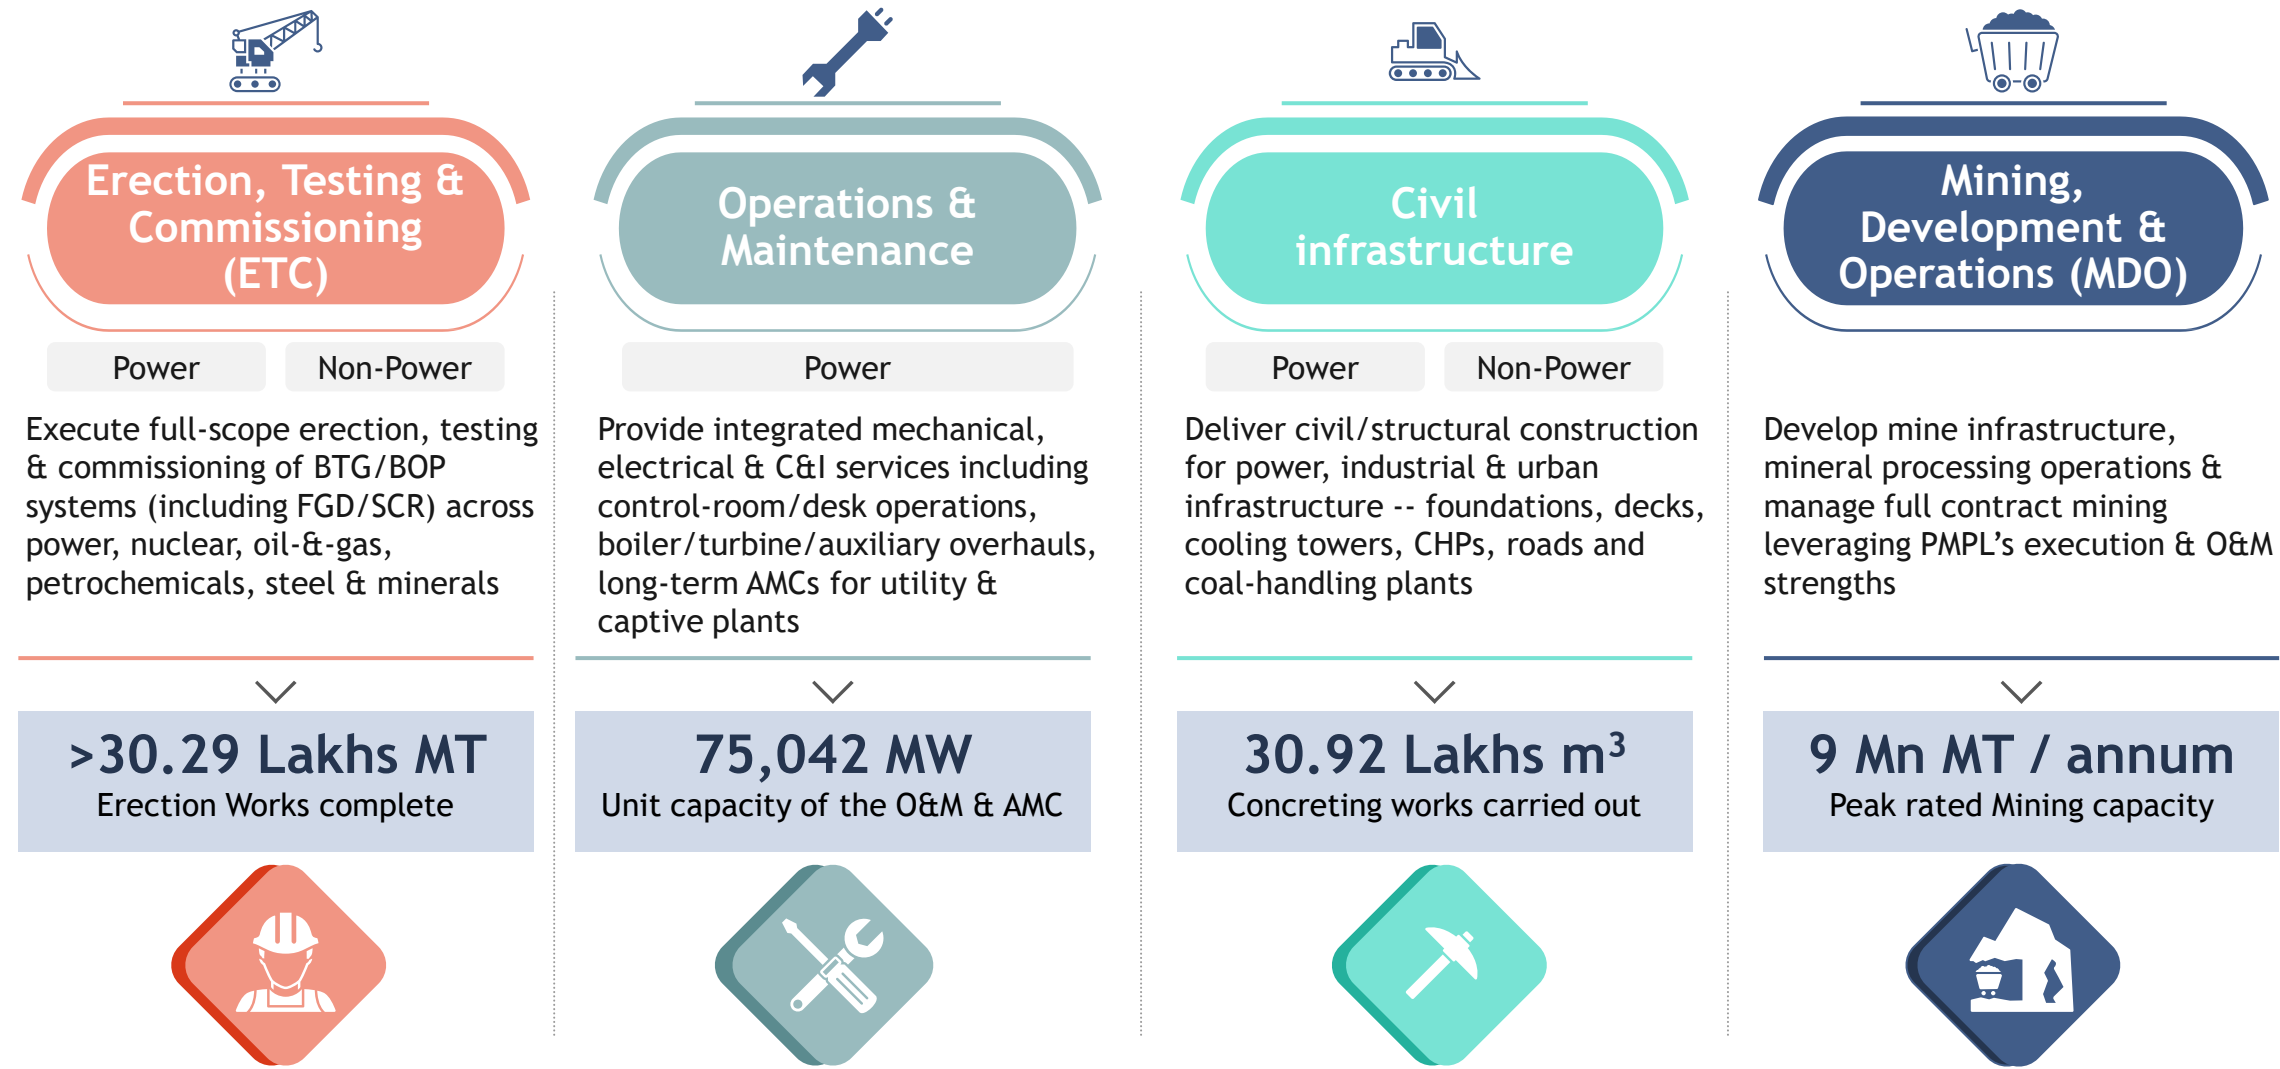 Erection, Testing &
Commissioning
(ETC)
Power
Non-Power
Execute full-scope erection, testing
& commissioning of BTG/BOP
systems (including FGD/SCR) across
power, nuclear, oil-&-gas,
petrochemicals, steel & minerals
>30.29 Lakhs MT
Erection Works complete
Operations &
Maintenance
Power
Provide integrated mechanical,
electrical & C&I services including
control-room/desk operations,
boiler/turbine/auxiliary overhauls,
long-term AMCs for utility &
captive plants
75,042 MW
Unit capacity of the O&M & AMC
Civil
infrastructure
Power
Non-Power
Deliver civil/structural construction
for power, industrial & urban
infrastructure -- foundations, decks,
cooling towers, CHPs, roads and
coal-handling plants
30.92 Lakhs m³
Concreting works carried out
Mining,
Development &
Operations (MDO)
Develop mine infrastructure,
mineral processing operations &
manage full contract mining
leveraging PMPL’s execution & O&M
strengths
9 Mn MT / annum
Peak rated Mining capacity